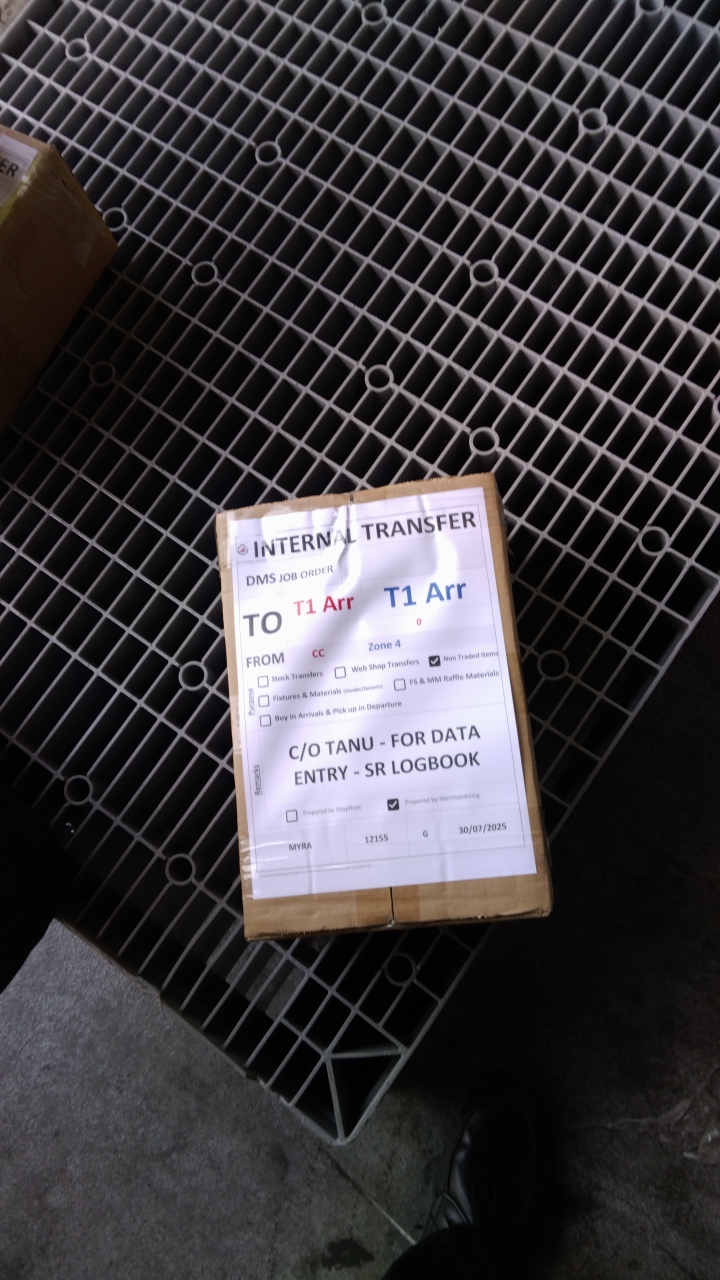 ER
INTERNAL TRANSFER
DMS JOB ORDER
TO T1 Arr T1 Arr
0
FROM CC Zone 4
Stock Transfers Web Shop Transfers Non Traded Items
Fixtures & Materials (Vendor/Generic) FS & MM Raffle Materials
Buy in Arrivals & Pick up in Departure
Remarks
C/O TANU - FOR DATA
ENTRY - SR LOGBOOK
Prepared by Shopfloor Prepared by Merchandising
MYRA 12155 G 30/07/2025